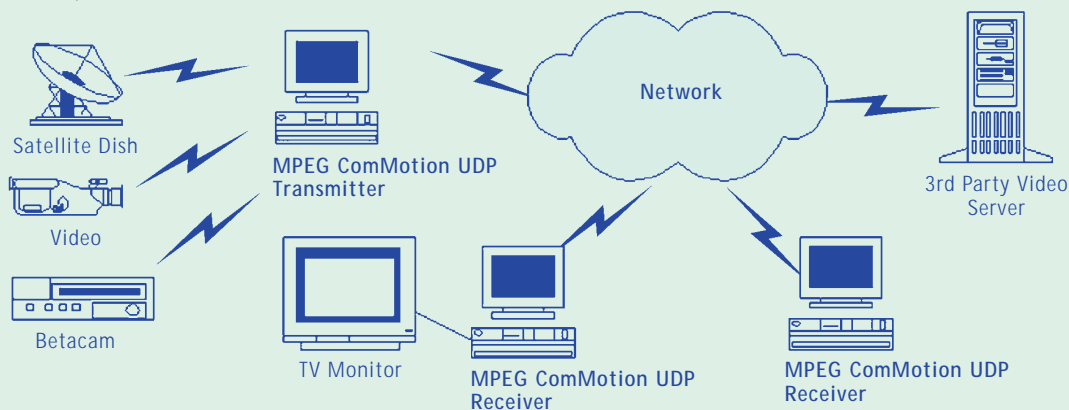 Network
Satellite Dish
MPEG ComMotion UDP
Transmitter
3rd Party Video
Server
Video
Betacam
TV Monitor
MPEG ComMotion UDP
Receiver
MPEG ComMotion UDP
Receiver